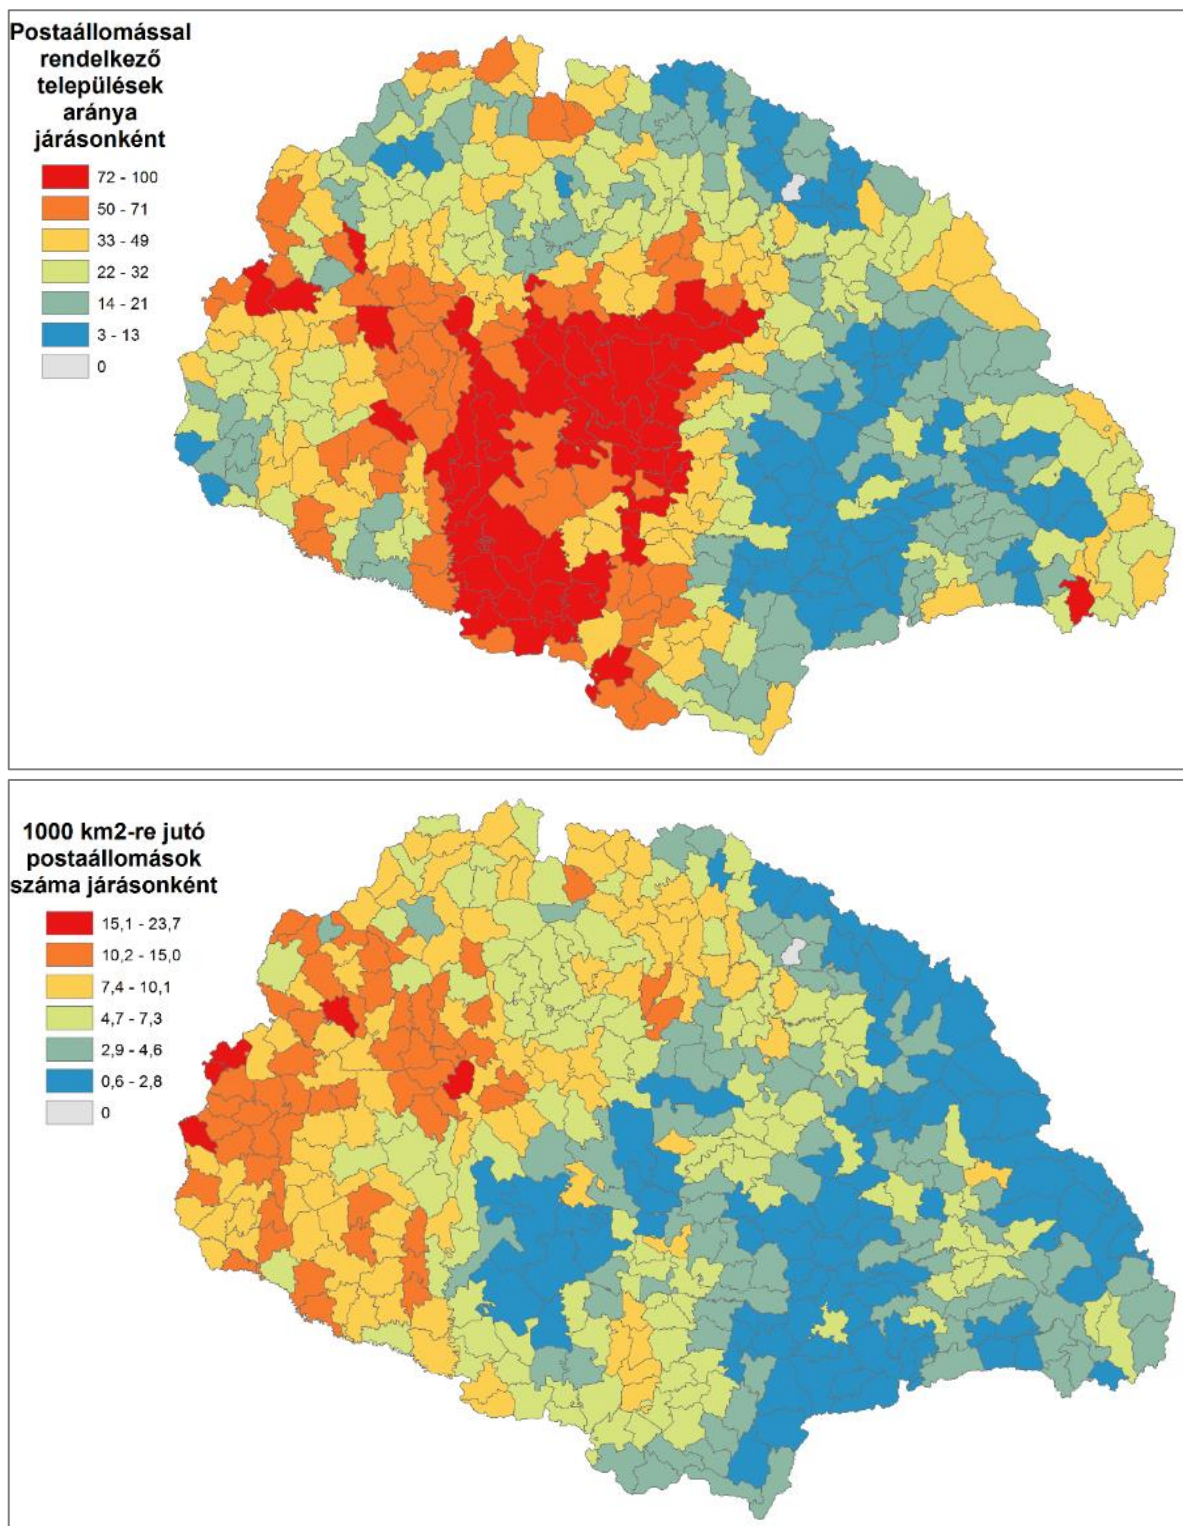 Postaállomással
rendelkező
települések
aránya
járásonként
72 - 100
50 - 71
33 - 49
22 - 32
14 - 21
3 - 13
0
1000 km2-re jutó
postaállomások
száma járásonként
15,1 - 23,7
10,2 - 15,0
7,4 - 10,1
4,7 - 7,3
2,9 - 4,6
0,6 - 2,8
0